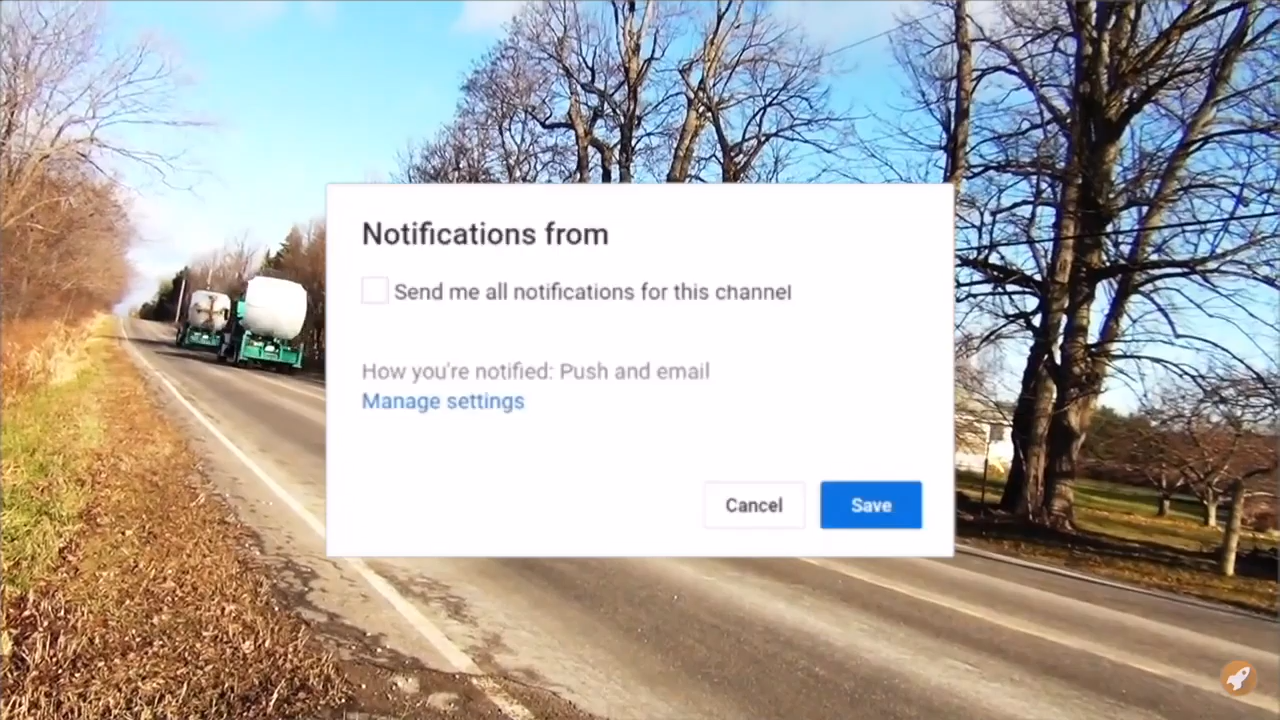 Notifications from
Send me all notifications for this channel
How you're notified: Push and email
Manage settings
Cancel
Save